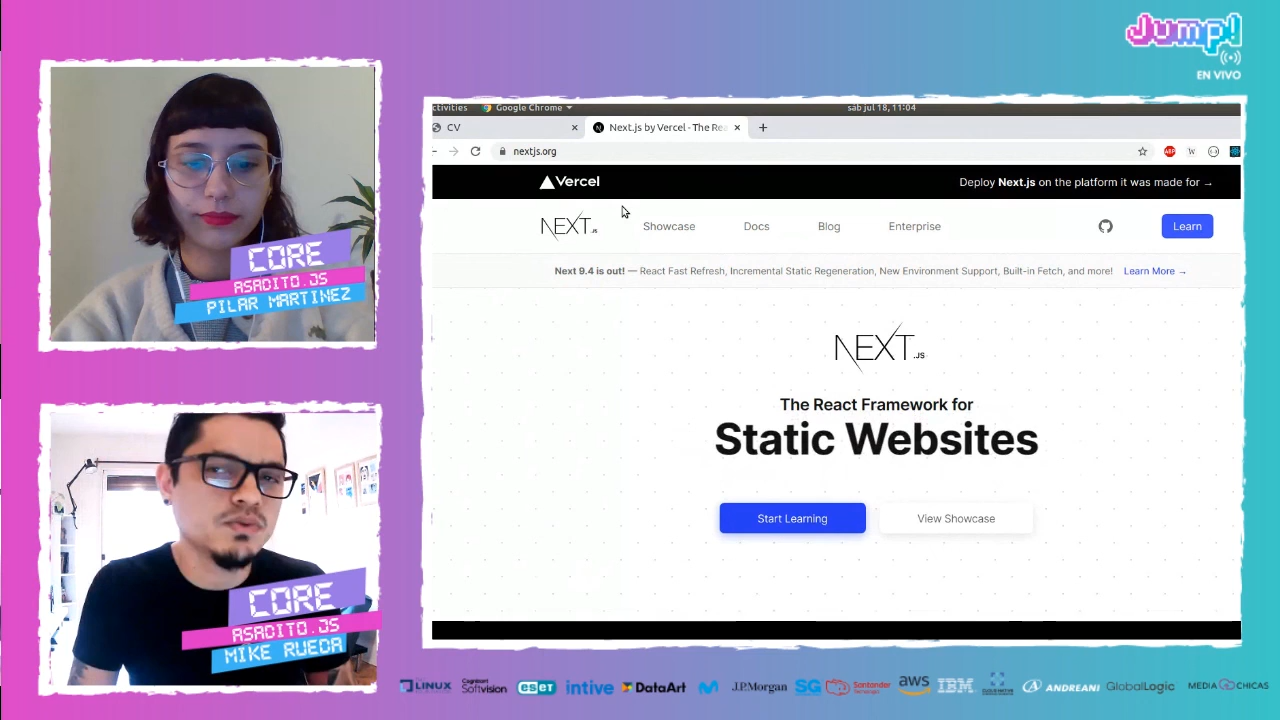 Jump!
EN VIVO
CORE
ASADITO.JS
PILAR MARTINEZ
CORE
ASADITO.JS
MIKE RUEDA
ctivities
Google Chrome
sáb jul 18, 11:04
CV
Next.js by Vercel - The Re
nextjs.org
ABP
W
Vercel
Deploy Next.js on the platform it was made for →
NEXT.JS
Showcase
Docs
Blog
Enterprise
Learn
Next 9.4 is out! — React Fast Refresh, Incremental Static Regeneration, New Environment Support, Built-in Fetch, and more! Learn More →
NEXT.JS
The React Framework for
Static Websites
Start Learning
View Showcase
LINUX
Cognizant Softvision
eset
intive
DataArt
J.P.Morgan
SG
Santander
aws
IBM
ANDREANI
GlobalLogic
MEDIA CHICAS